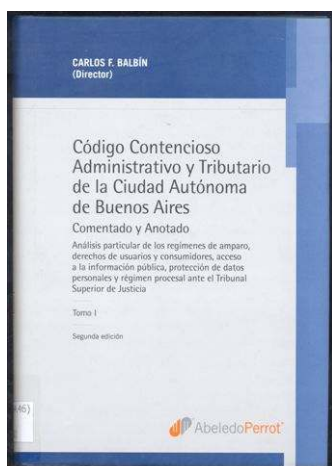 CARLOS F. BALBÍN
(Director)
Código Contencioso
Administrativo y Tributario
de la Ciudad Autónoma
de Buenos Aires
Comentado y Anotado
Análisis particular de los regímenes de amparo,
derechos de usuarios y consumidores, acceso
a la información pública, protección de datos
personales y régimen procesal ante el Tribunal
Superior de Justicia
Tomo I
Segunda edición
AbeledoPerrot